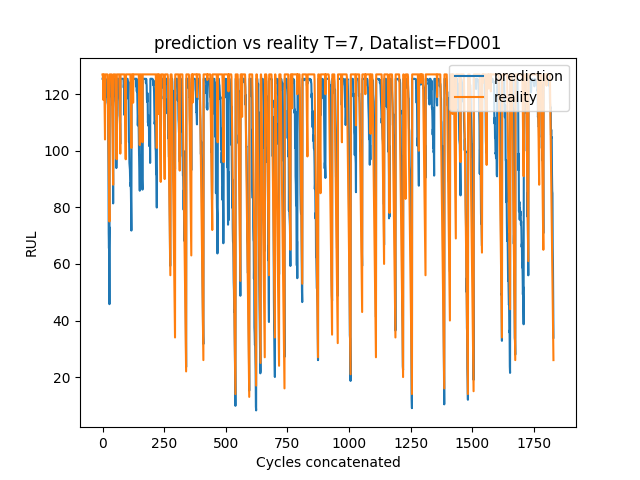 prediction vs reality T=7, Datalist=FD001
prediction
reality
RUL
120
100
80
60
40
20
0 250 500 750 1000 1250 1500 1750
Cycles concatenated